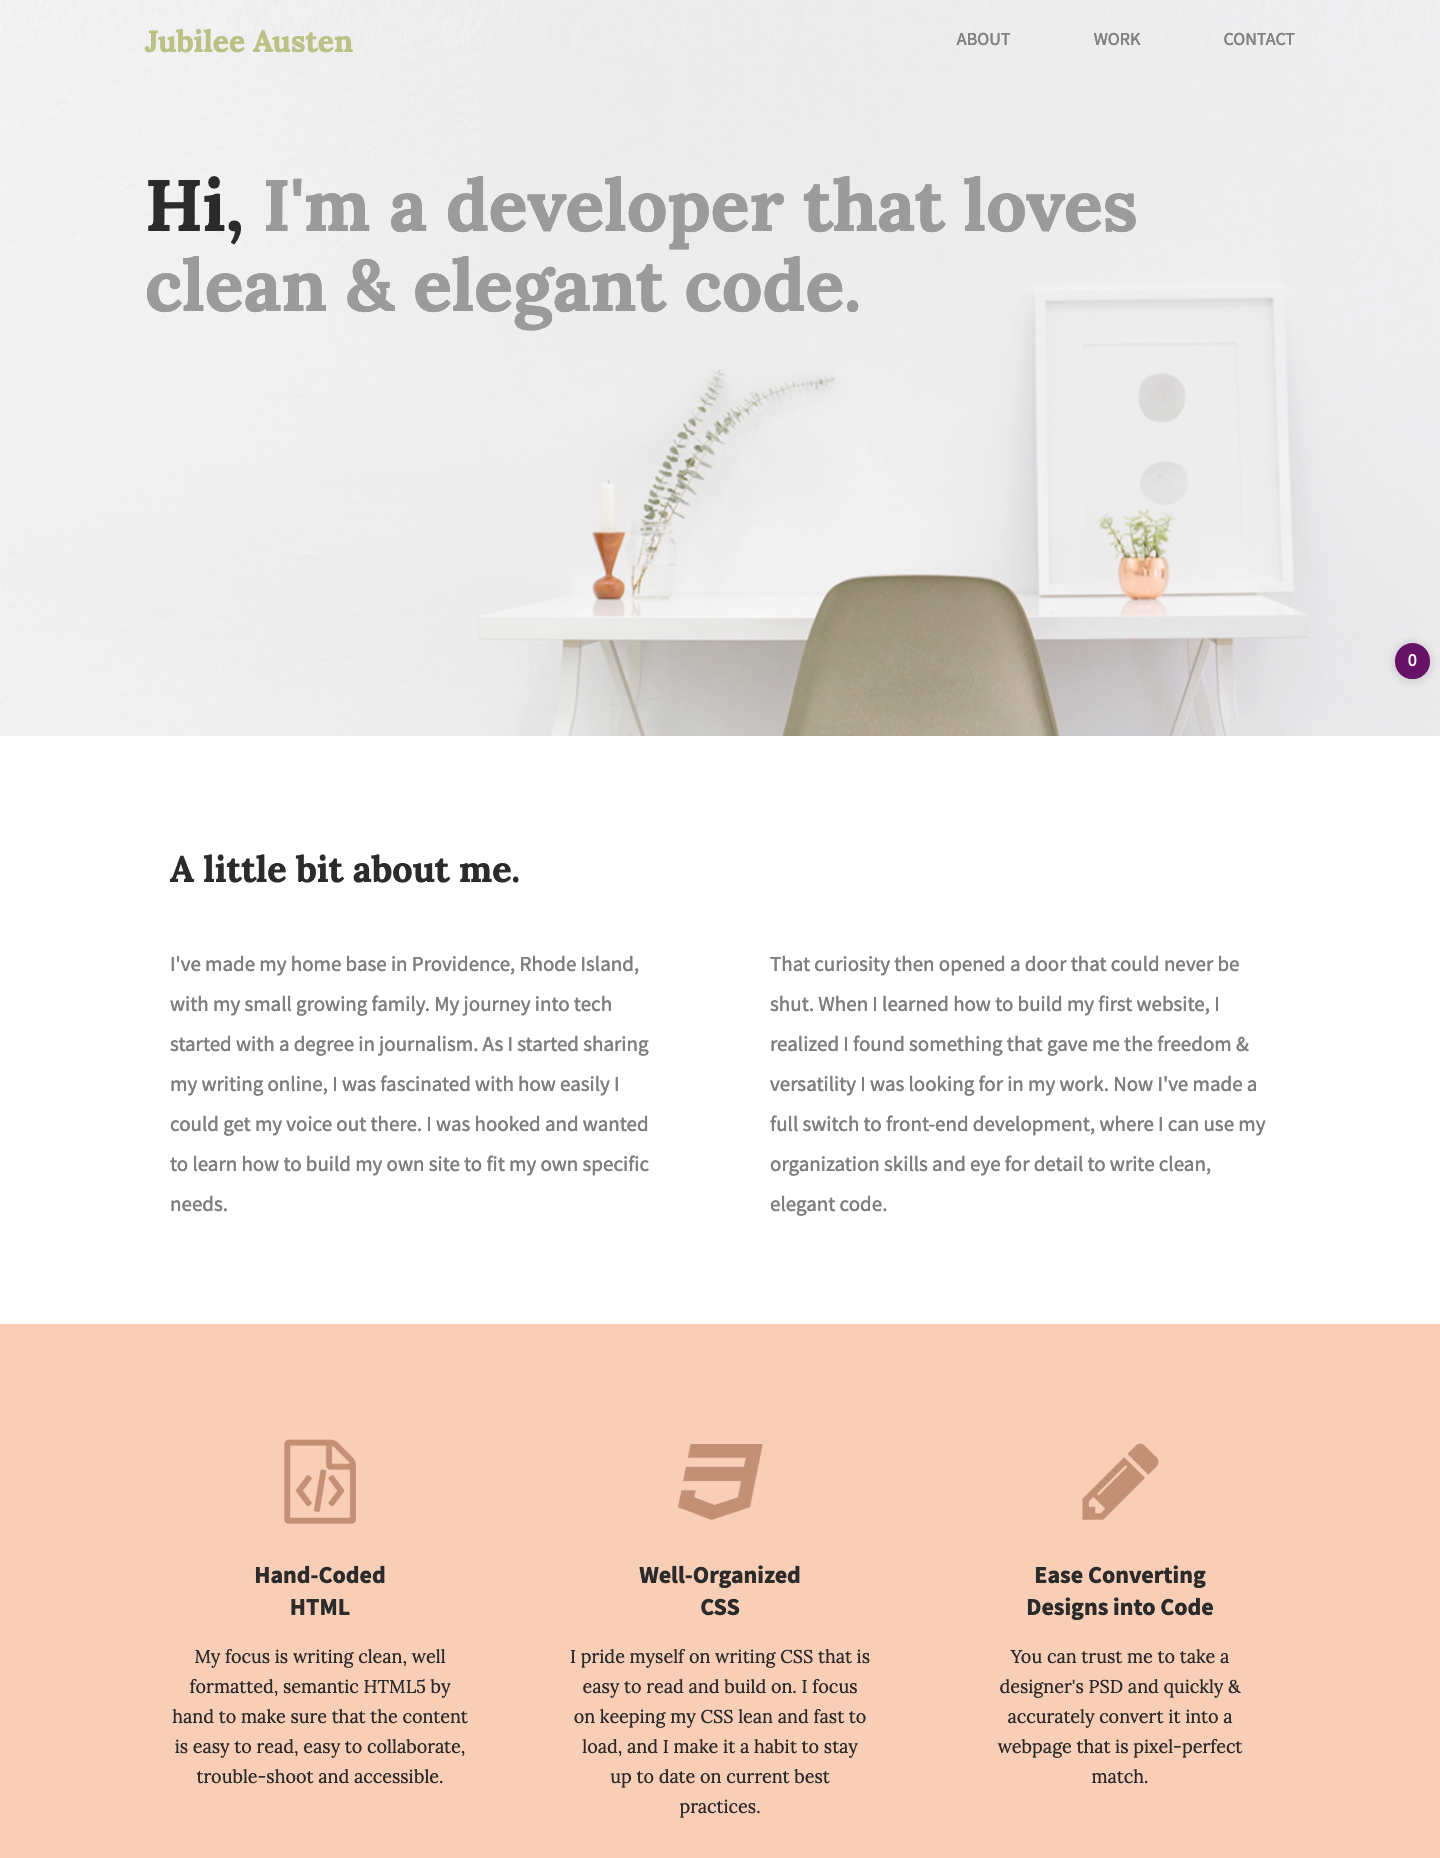 Jubilee Austen
ABOUT WORK CONTACT
Hi, I'm a developer that loves
clean & elegant code.
0
A little bit about me.
I've made my home base in Providence, Rhode Island,
with my small growing family. My journey into tech
started with a degree in journalism. As I started sharing
my writing online, I was fascinated with how easily I
could get my voice out there. I was hooked and wanted
to learn how to build my own site to fit my own specific
needs.
That curiosity then opened a door that could never be
shut. When I learned how to build my first website, I
realized I found something that gave me the freedom &
versatility I was looking for in my work. Now I've made a
full switch to front-end development, where I can use my
organization skills and eye for detail to write clean,
elegant code.
Hand-Coded
HTML
My focus is writing clean, well
formatted, semantic HTML5 by
hand to make sure that the content
is easy to read, easy to collaborate,
trouble-shoot and accessible.
Well-Organized
CSS
I pride myself on writing CSS that is
easy to read and build on. I focus
on keeping my CSS lean and fast to
load, and I make it a habit to stay
up to date on current best
practices.
Ease Converting
Designs into Code
You can trust me to take a
designer's PSD and quickly &
accurately convert it into a
webpage that is pixel-perfect
match.